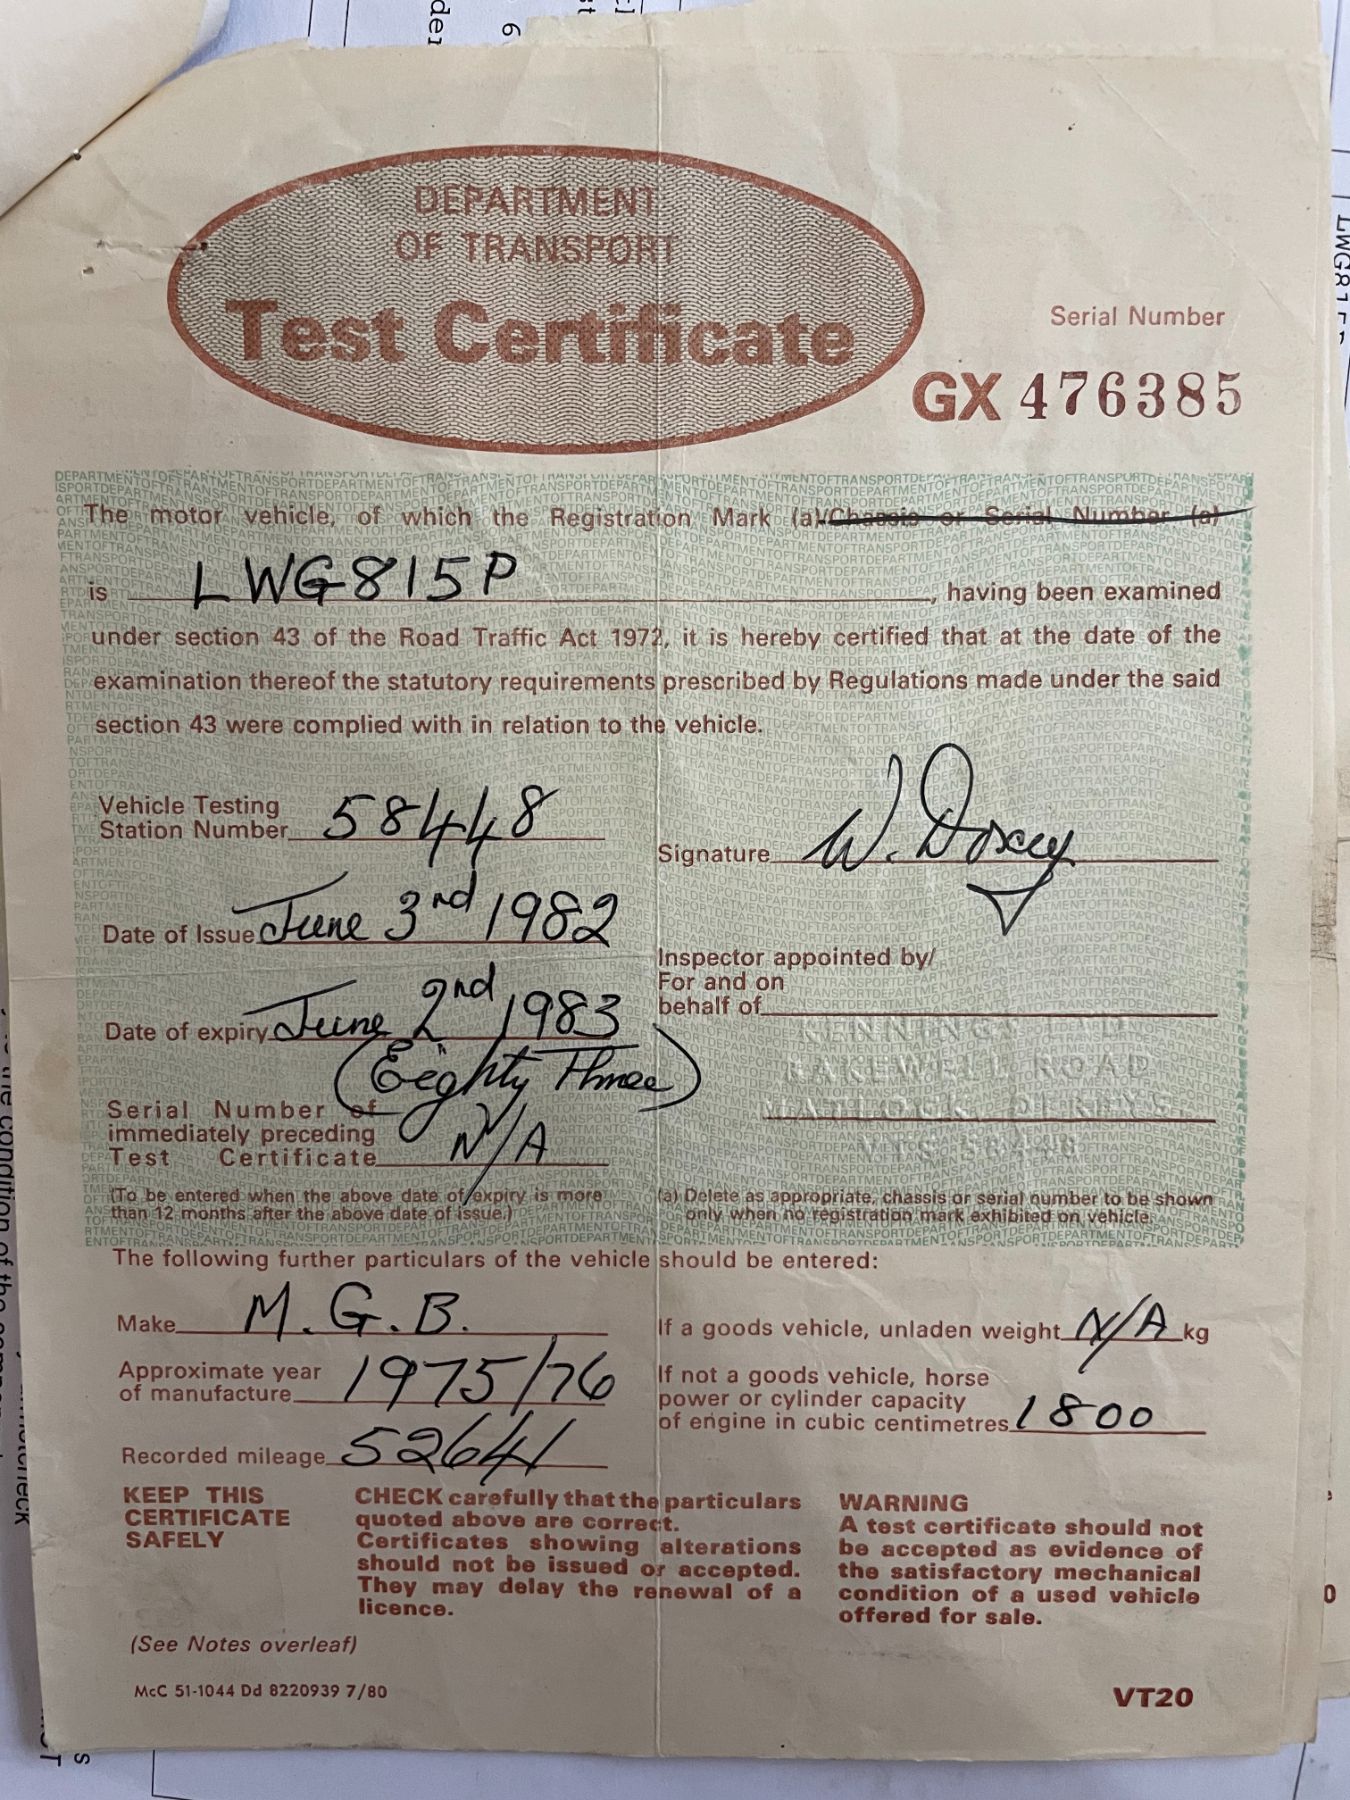 DEPARTMENT
OF TRANSPORT
Test Certificate
Serial Number
GX 476385
The motor vehicle, of which the Registration Mark (a)/Chassis or Serial Number (a)
is LWG815P, having been examined
under section 43 of the Road Traffic Act 1972, it is hereby certified that at the date of the
examination thereof the statutory requirements prescribed by Regulations made under the said
section 43 were complied with in relation to the vehicle.
Vehicle Testing
Station Number 58448
Signature W. Doxey
Date of Issue June 3rd 1982
Inspector appointed by/
For and on
behalf of
Date of expiry June 2nd 1983
(Eighty Three)
LTD
BAKEWELL ROAD
MATLOCK, DERBYS.
VTS 58448
Serial Number of
immediately preceding
Test Certificate N/A
(To be entered when the above date of expiry is more
than 12 months after the above date of issue.)
(a) Delete as appropriate, chassis or serial number to be shown
only when no registration mark exhibited on vehicle.
The following further particulars of the vehicle should be entered:
Make M.G.B.
If a goods vehicle, unladen weight N/A kg
Approximate year
of manufacture 1975/76
If not a goods vehicle, horse
power or cylinder capacity
of engine in cubic centimetres 1800
Recorded mileage 52641
KEEP THIS
CERTIFICATE
SAFELY
CHECK carefully that the particulars
quoted above are correct.
Certificates showing alterations
should not be issued or accepted.
They may delay the renewal of a
licence.
WARNING
A test certificate should not
be accepted as evidence of
the satisfactory mechanical
condition of a used vehicle
offered for sale.
(See Notes overleaf)
McC 51-1044 Dd 8220939 7/80
VT20